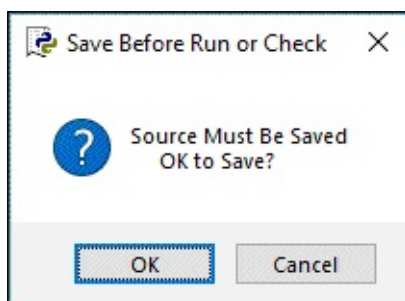 Save Before Run or Check
Source Must Be Saved
OK to Save?
OK
Cancel